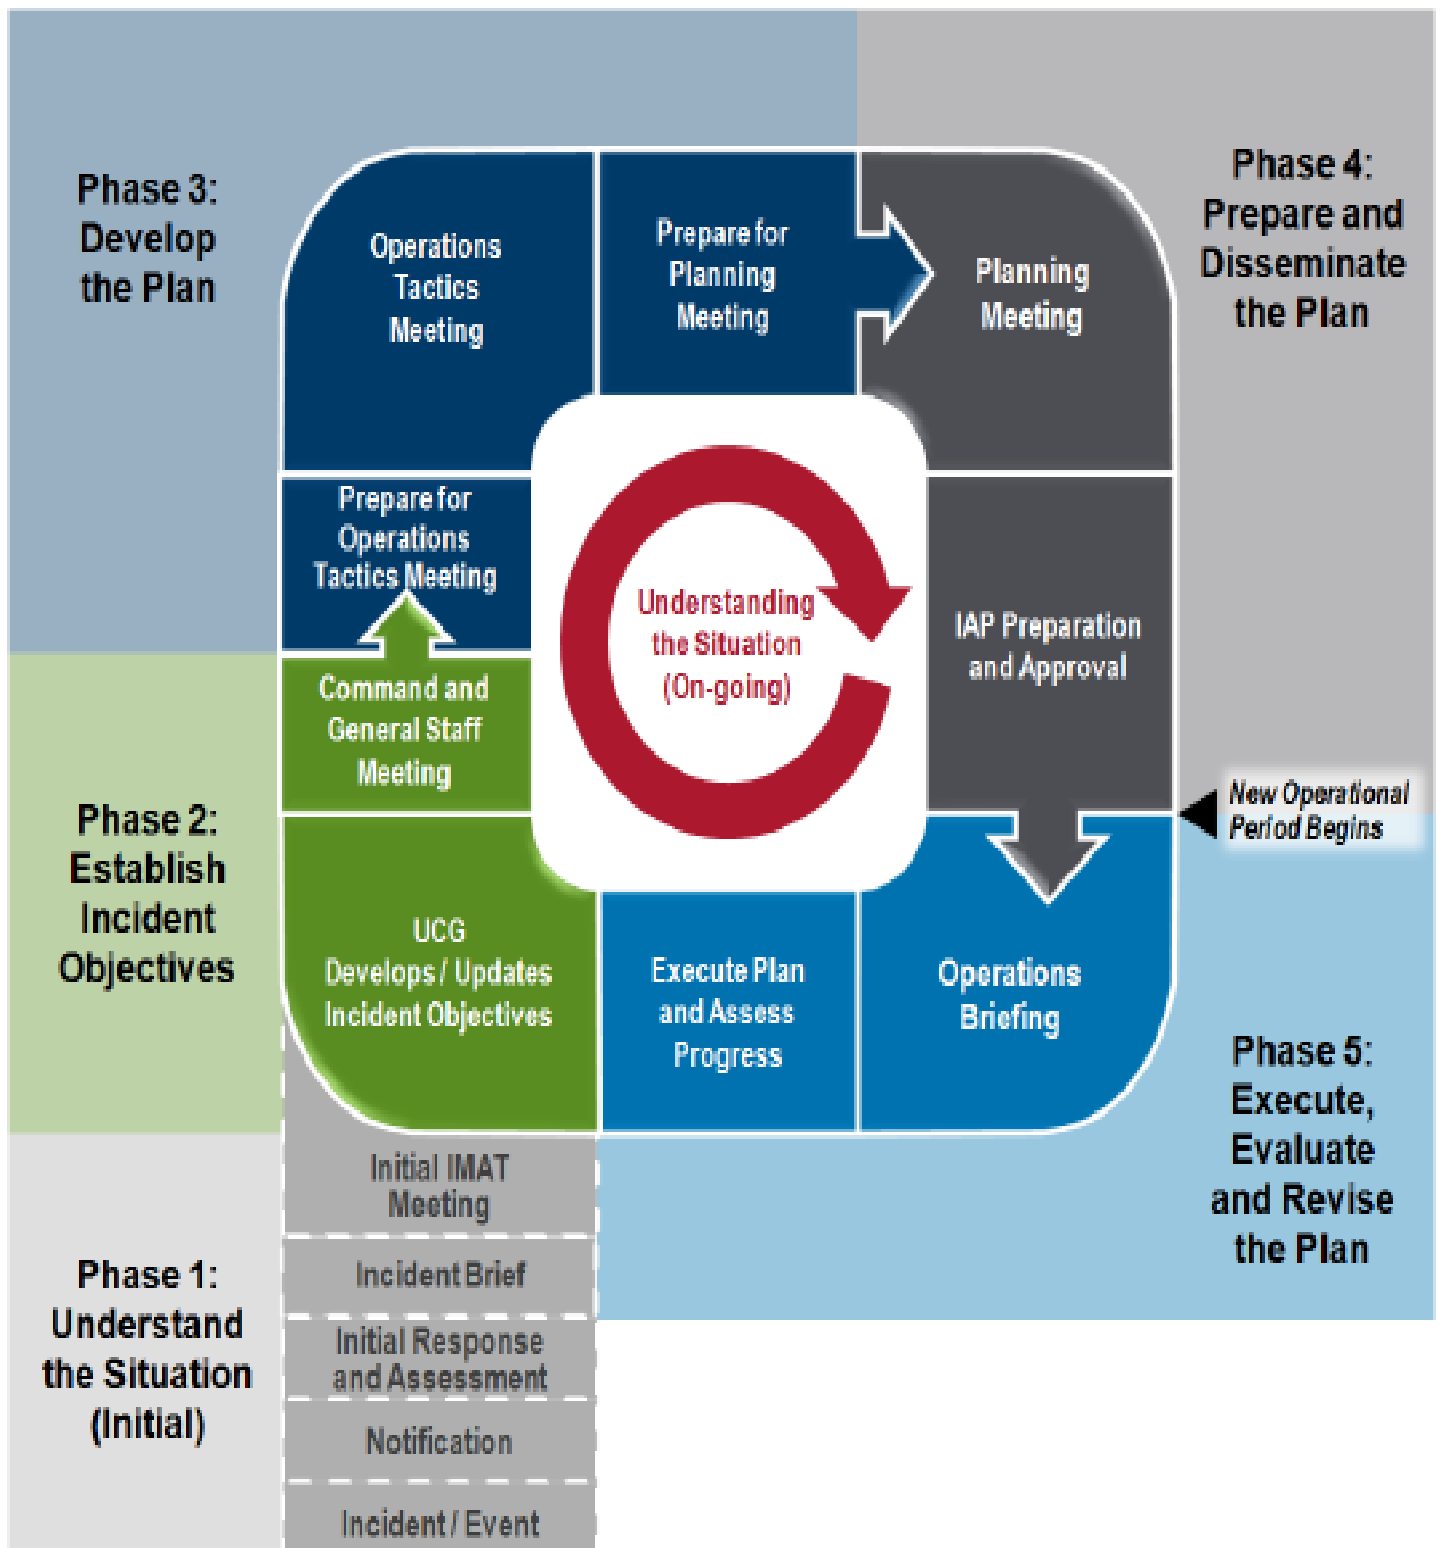 Phase 3:
Develop
the Plan
Operations
Tactics
Meeting
Prepare for
Planning
Meeting
Planning
Meeting
Phase 4:
Prepare and
Disseminate
the Plan
Prepare for
Operations
Tactics Meeting
Understanding
the Situation
(On-going)
IAP Preparation
and Approval
Command and
General Staff
Meeting
New Operational
Period Begins
Phase 2:
Establish
Incident
Objectives
UCG
Develops / Updates
Incident Objectives
Execute Plan
and Assess
Progress
Operations
Briefing
Phase 5:
Execute,
Evaluate
and Revise
the Plan
Phase 1:
Understand
the Situation
(Initial)
Initial IMAT
Meeting
Incident Brief
Initial Response
and Assessment
Notification
Incident / Event